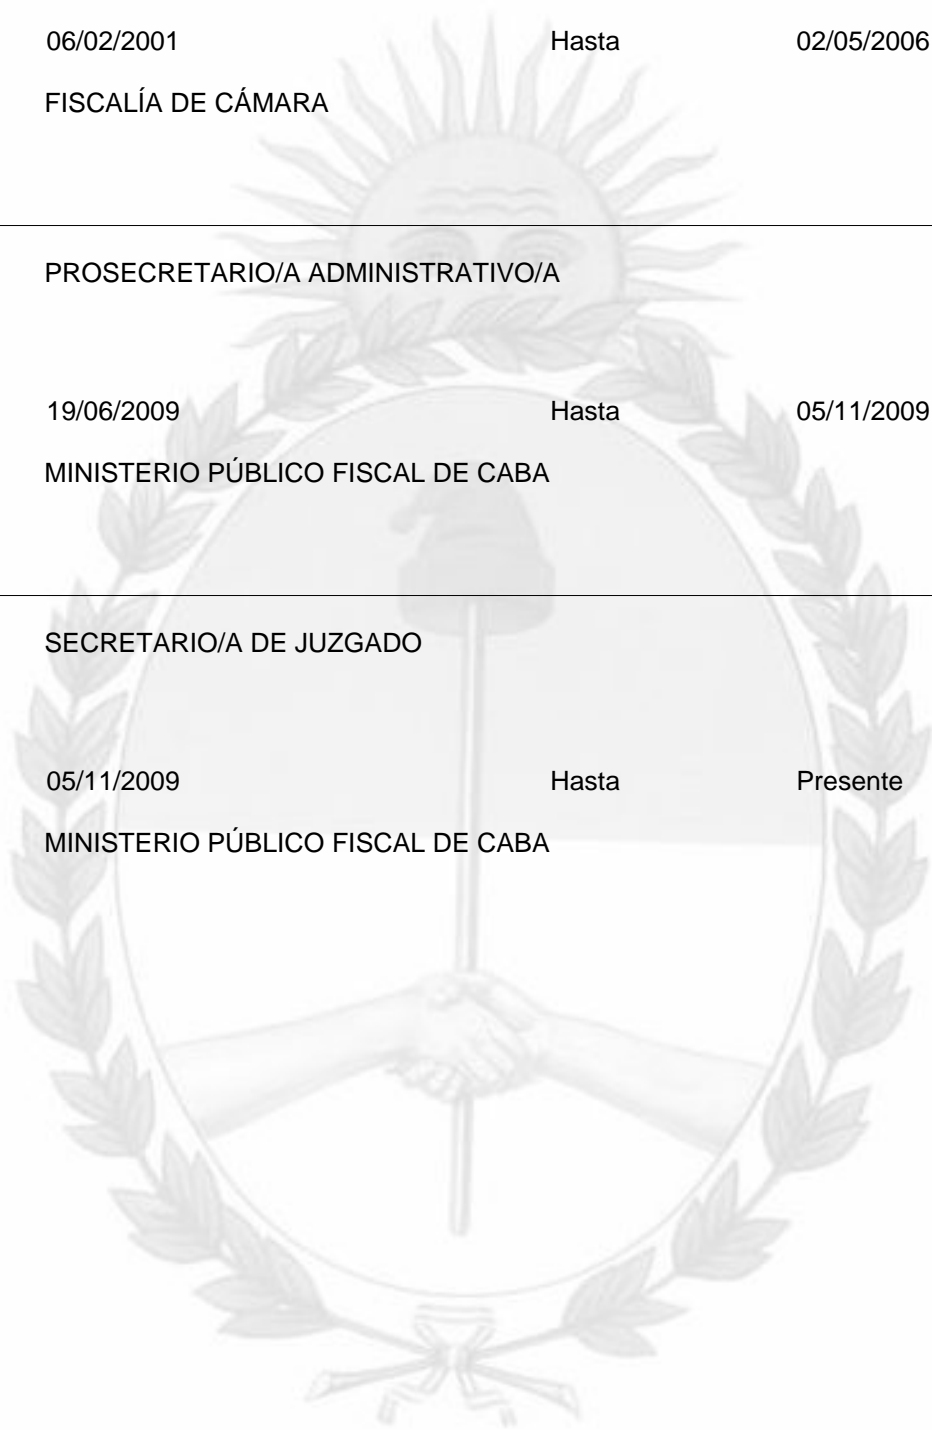 06/02/2001 Hasta 02/05/2006
FISCALÍA DE CÁMARA
PROSECRETARIO/A ADMINISTRATIVO/A
19/06/2009 Hasta 05/11/2009
MINISTERIO PÚBLICO FISCAL DE CABA
SECRETARIO/A DE JUZGADO
05/11/2009 Hasta Presente
MINISTERIO PÚBLICO FISCAL DE CABA